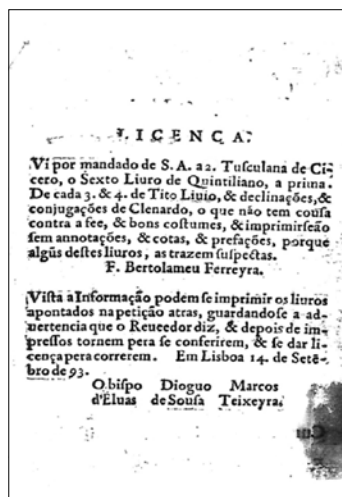 LICENÇA.
Vi por mandado de S. A. a 2. Tusculana de Ci-
cero, o Sexto Liuro de Quintiliano, a prima.
De cada 3. & 4. de Tito Liuio, & declinações, &
conjugações de Clenardo, o que não tem cousa
contra a fee, & bons costumes, & imprimirseão
sem annotações, & cotas, & prefações, porque
algũs destes liuros, as trazem suspectas.
F. Bertolameu Ferreyra.
Vista a Informação podem se imprimir os liuros
apontados na petição atras, guardandose a ad-
uertencia que o Reueedor diz, & depois de im-
pressos tornem pera se conferirem, & se dar li-
cença pera correrem. Em Lisboa 14. de Setẽ-
bro de 93.
O bispo Dioguo Marcos
d'Eluas de Sousa Teixeyra.